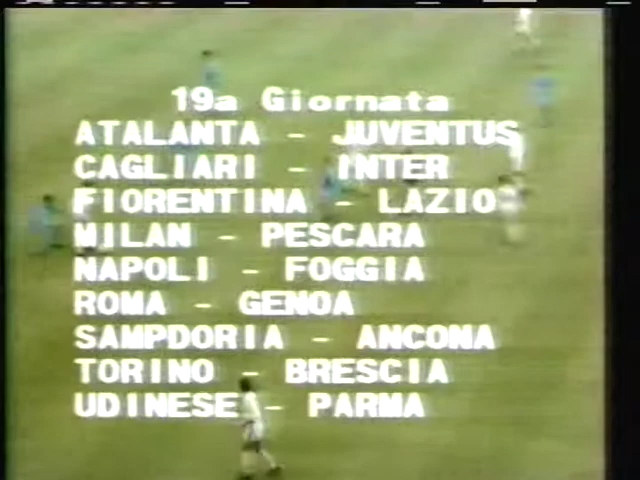 19a Giornata
ATALANTA - JUVENTUS
CAGLIARI - INTER
FIORENTINA - LAZIO
MILAN - PESCARA
NAPOLI - FOGGIA
ROMA - GENOA
SAMPDORIA - ANCONA
TORINO - BRESCIA
UDINESE - PARMA